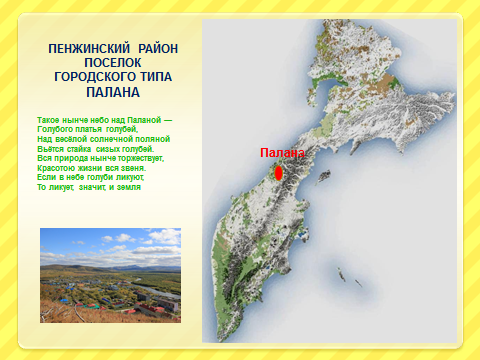 ПЕНЖИНСКИЙ РАЙОН
ПОСЕЛОК
ГОРОДСКОГО ТИПА
ПАЛАНА
Такое нынче небо над Паланой —
Голубого платья голубей,
Над весёлой солнечной поляной
Вьётся стайка сизых голубей.
Вся природа нынче торжествует,
Красотою жизни вся звеня.
Если в небе голуби ликуют,
То ликует, значит, и земля
Палана